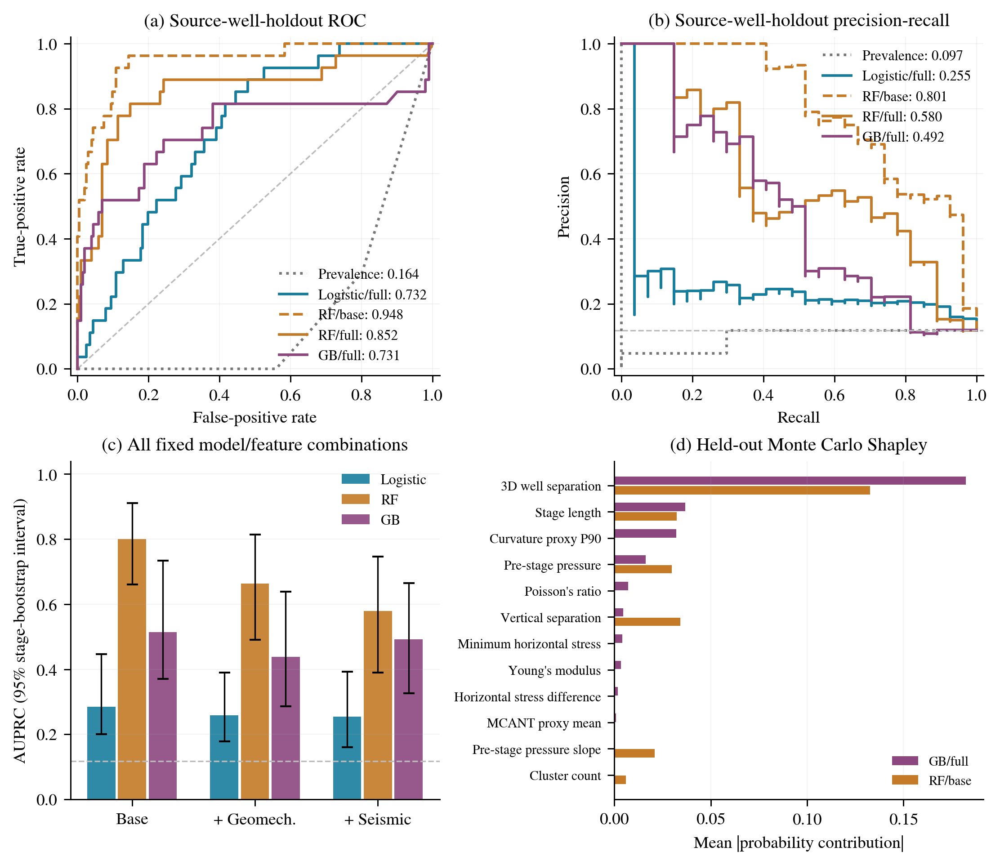 (a) Source-well-holdout ROC
True-positive rate
1.0
0.8
0.6
0.4
0.2
0.0
Prevalence: 0.164
Logistic/full: 0.732
RF/base: 0.948
RF/full: 0.852
GB/full: 0.731
0.0 0.2 0.4 0.6 0.8 1.0
False-positive rate
(b) Source-well-holdout precision-recall
Precision
1.0
0.8
0.6
0.4
0.2
0.0
Prevalence: 0.097
Logistic/full: 0.255
RF/base: 0.801
RF/full: 0.580
GB/full: 0.492
0.0 0.2 0.4 0.6 0.8 1.0
Recall
(c) All fixed model/feature combinations
AUPRC (95% stage-bootstrap interval)
1.0
0.8
0.6
0.4
0.2
0.0
Logistic
RF
GB
Base + Geomech. + Seismic
(d) Held-out Monte Carlo Shapley
3D well separation
Stage length
Curvature proxy P90
Pre-stage pressure
Poisson's ratio
Vertical separation
Minimum horizontal stress
Young's modulus
Horizontal stress difference
MCANT proxy mean
Pre-stage pressure slope
Cluster count
GB/full
RF/base
0.00 0.05 0.10 0.15
Mean |probability contribution|